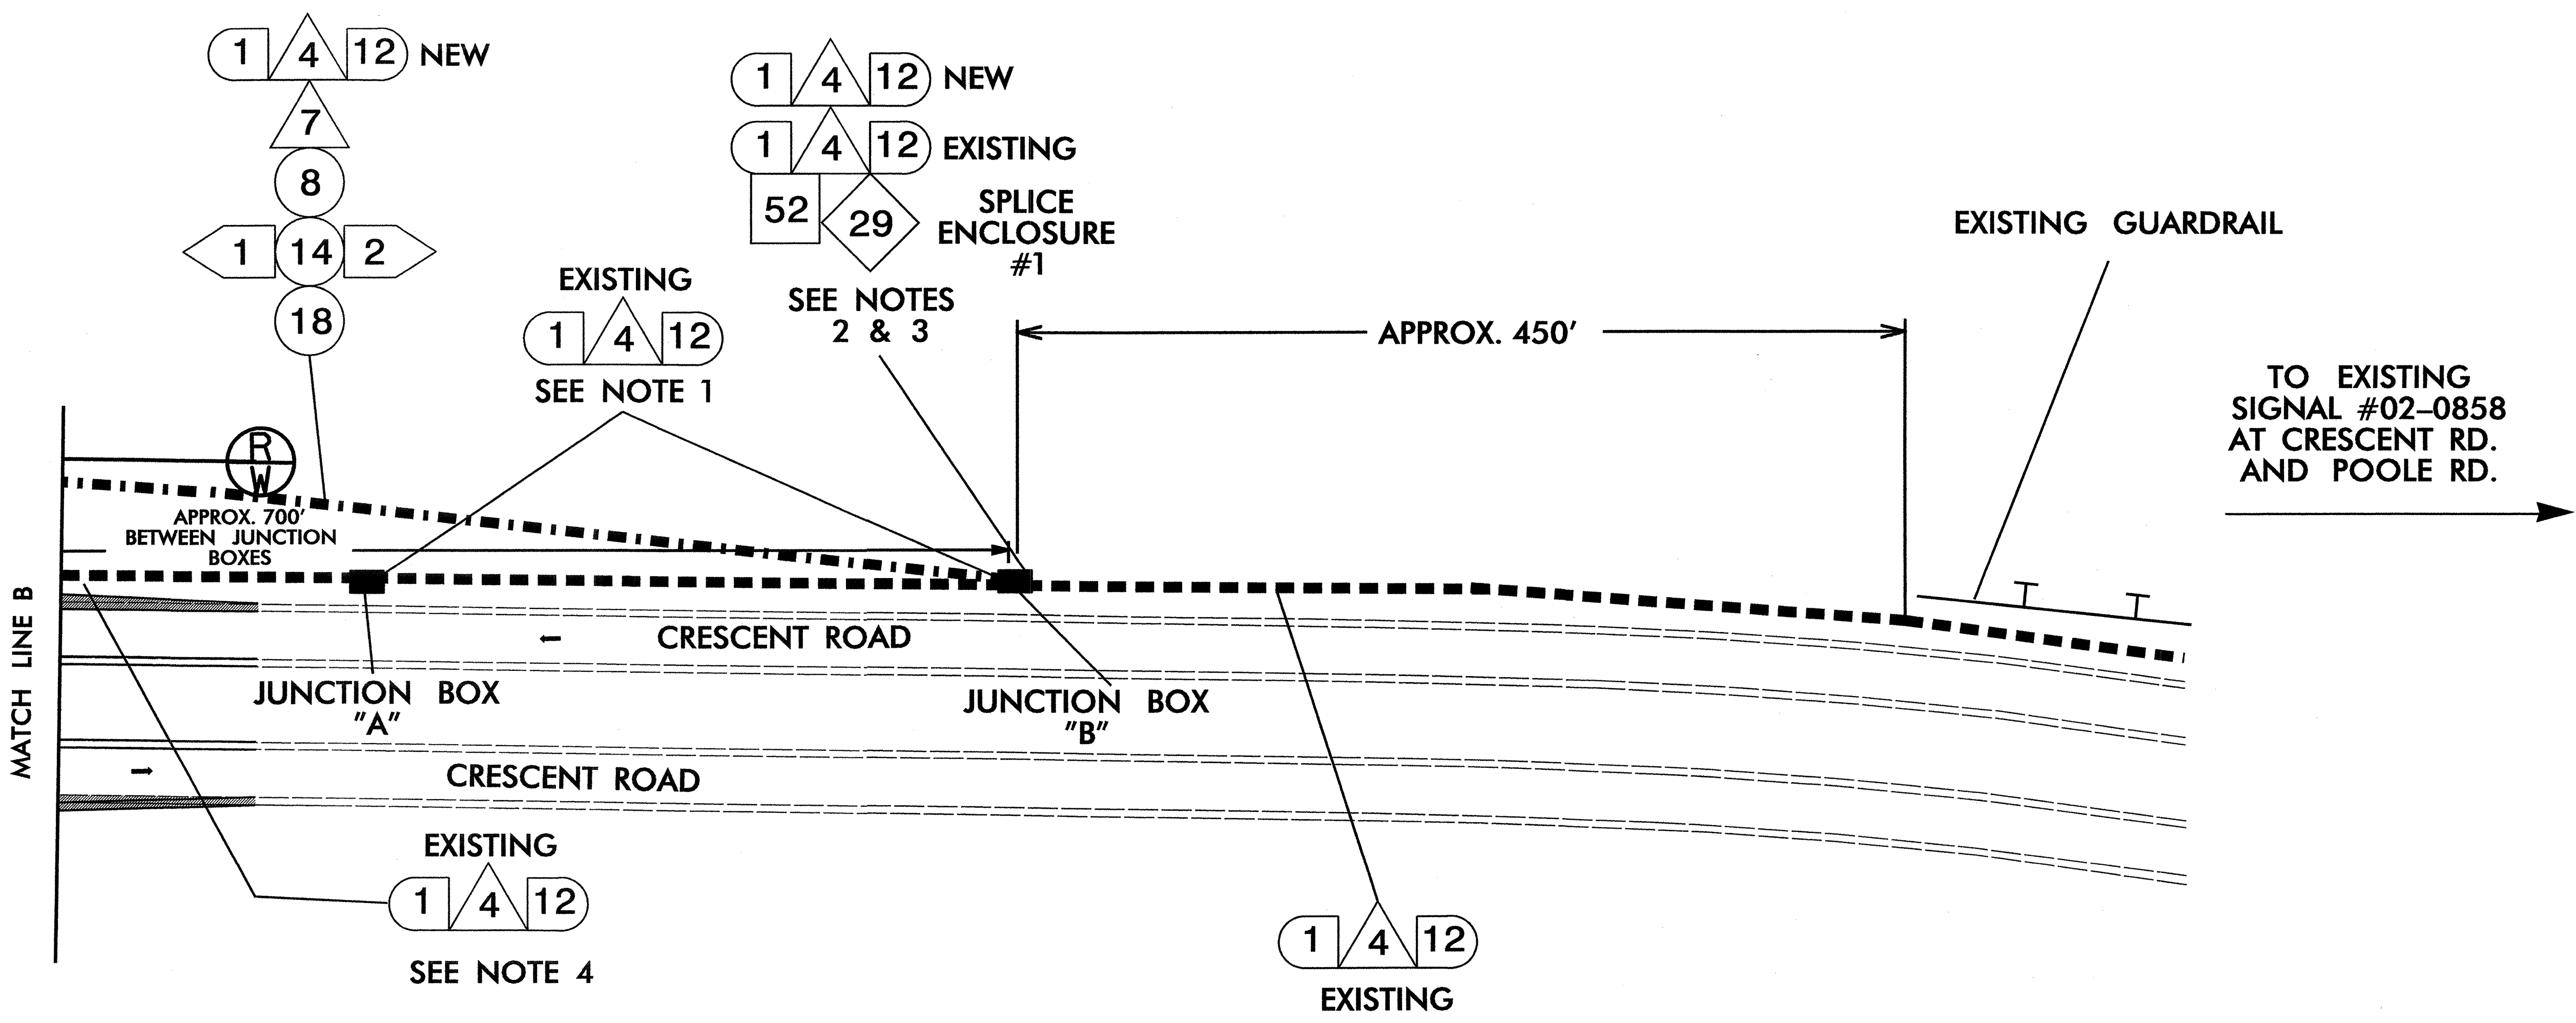 1 4 12 NEW
7
8
1 14 2
18
1 4 12 NEW
1 4 12 EXISTING
52 29
SPLICE
ENCLOSURE
#1
SEE NOTES
2 & 3
EXISTING
1 4 12
SEE NOTE 1
APPROX. 450'
EXISTING GUARDRAIL
TO EXISTING
SIGNAL #02-0858
AT CRESCENT RD.
AND POOLE RD.
R
W
APPROX. 700'
BETWEEN JUNCTION
BOXES
MATCH LINE B
CRESCENT ROAD
JUNCTION BOX
"A"
JUNCTION BOX
"B"
CRESCENT ROAD
EXISTING
1 4 12
SEE NOTE 4
1 4 12
EXISTING